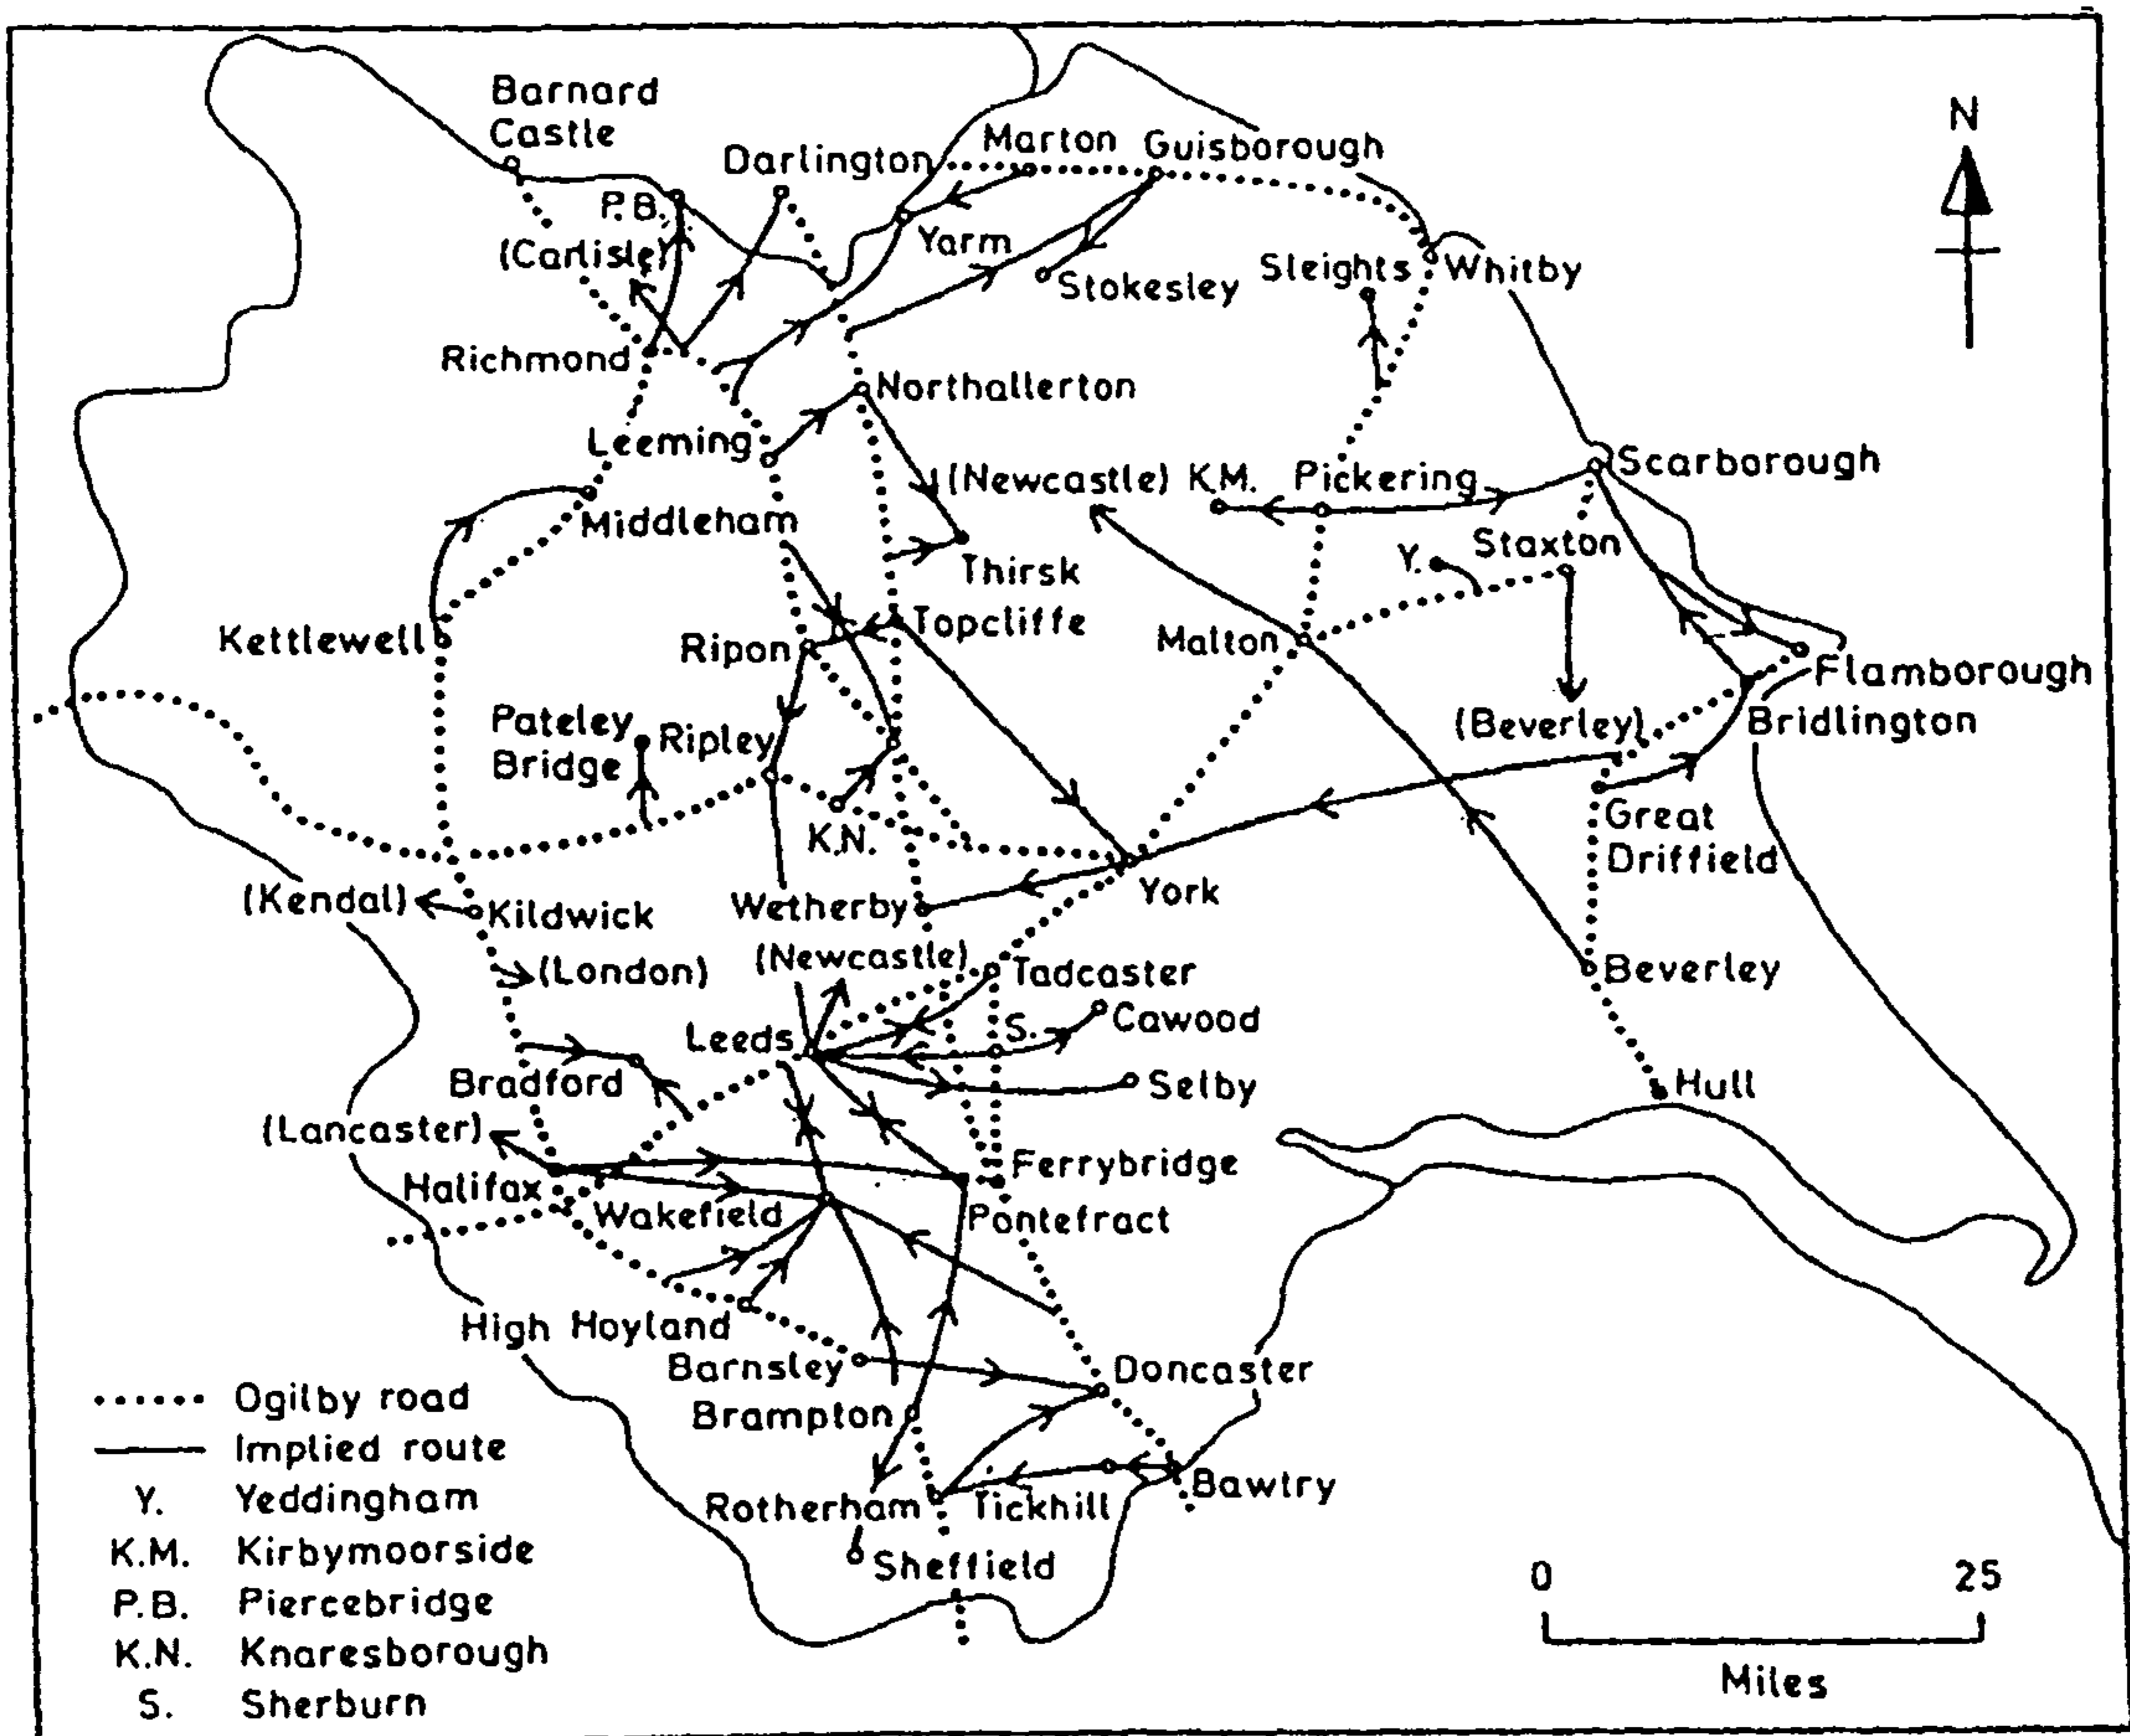 N
Barnard
Castle
Darlington
Marton
Guisborough
P.B.
(Carlisle)
Yarm
Stokesley
Sleights
Whitby
Richmond
Northallerton
Leeming
Scarborough
(Newcastle)
K.M.
Pickering
Middleham
Staxton
Y.
Thirsk
Topcliffe
Kettlewell
Ripon
Malton
Flamborough
Pateley
Bridge
Ripley
(Beverley)
Bridlington
K.N.
Great
Driffield
(Kendal)
Kildwick
Wetherby
York
(London)
(Newcastle)
Tadcaster
Beverley
Leeds
S.
Cawood
Bradford
Selby
Hull
(Lancaster)
Ferrybridge
Halifax
Wakefield
Pontefract
High Hoyland
Barnsley
Doncaster
Brampton
Bawtry
Rotherham
Tickhill
Sheffield
Ogilby road
Implied route
Y. Yeddingham
K.M. Kirbymoorside
P.B. Piercebridge
K.N. Knaresborough
S. Sherburn
0 25
Miles